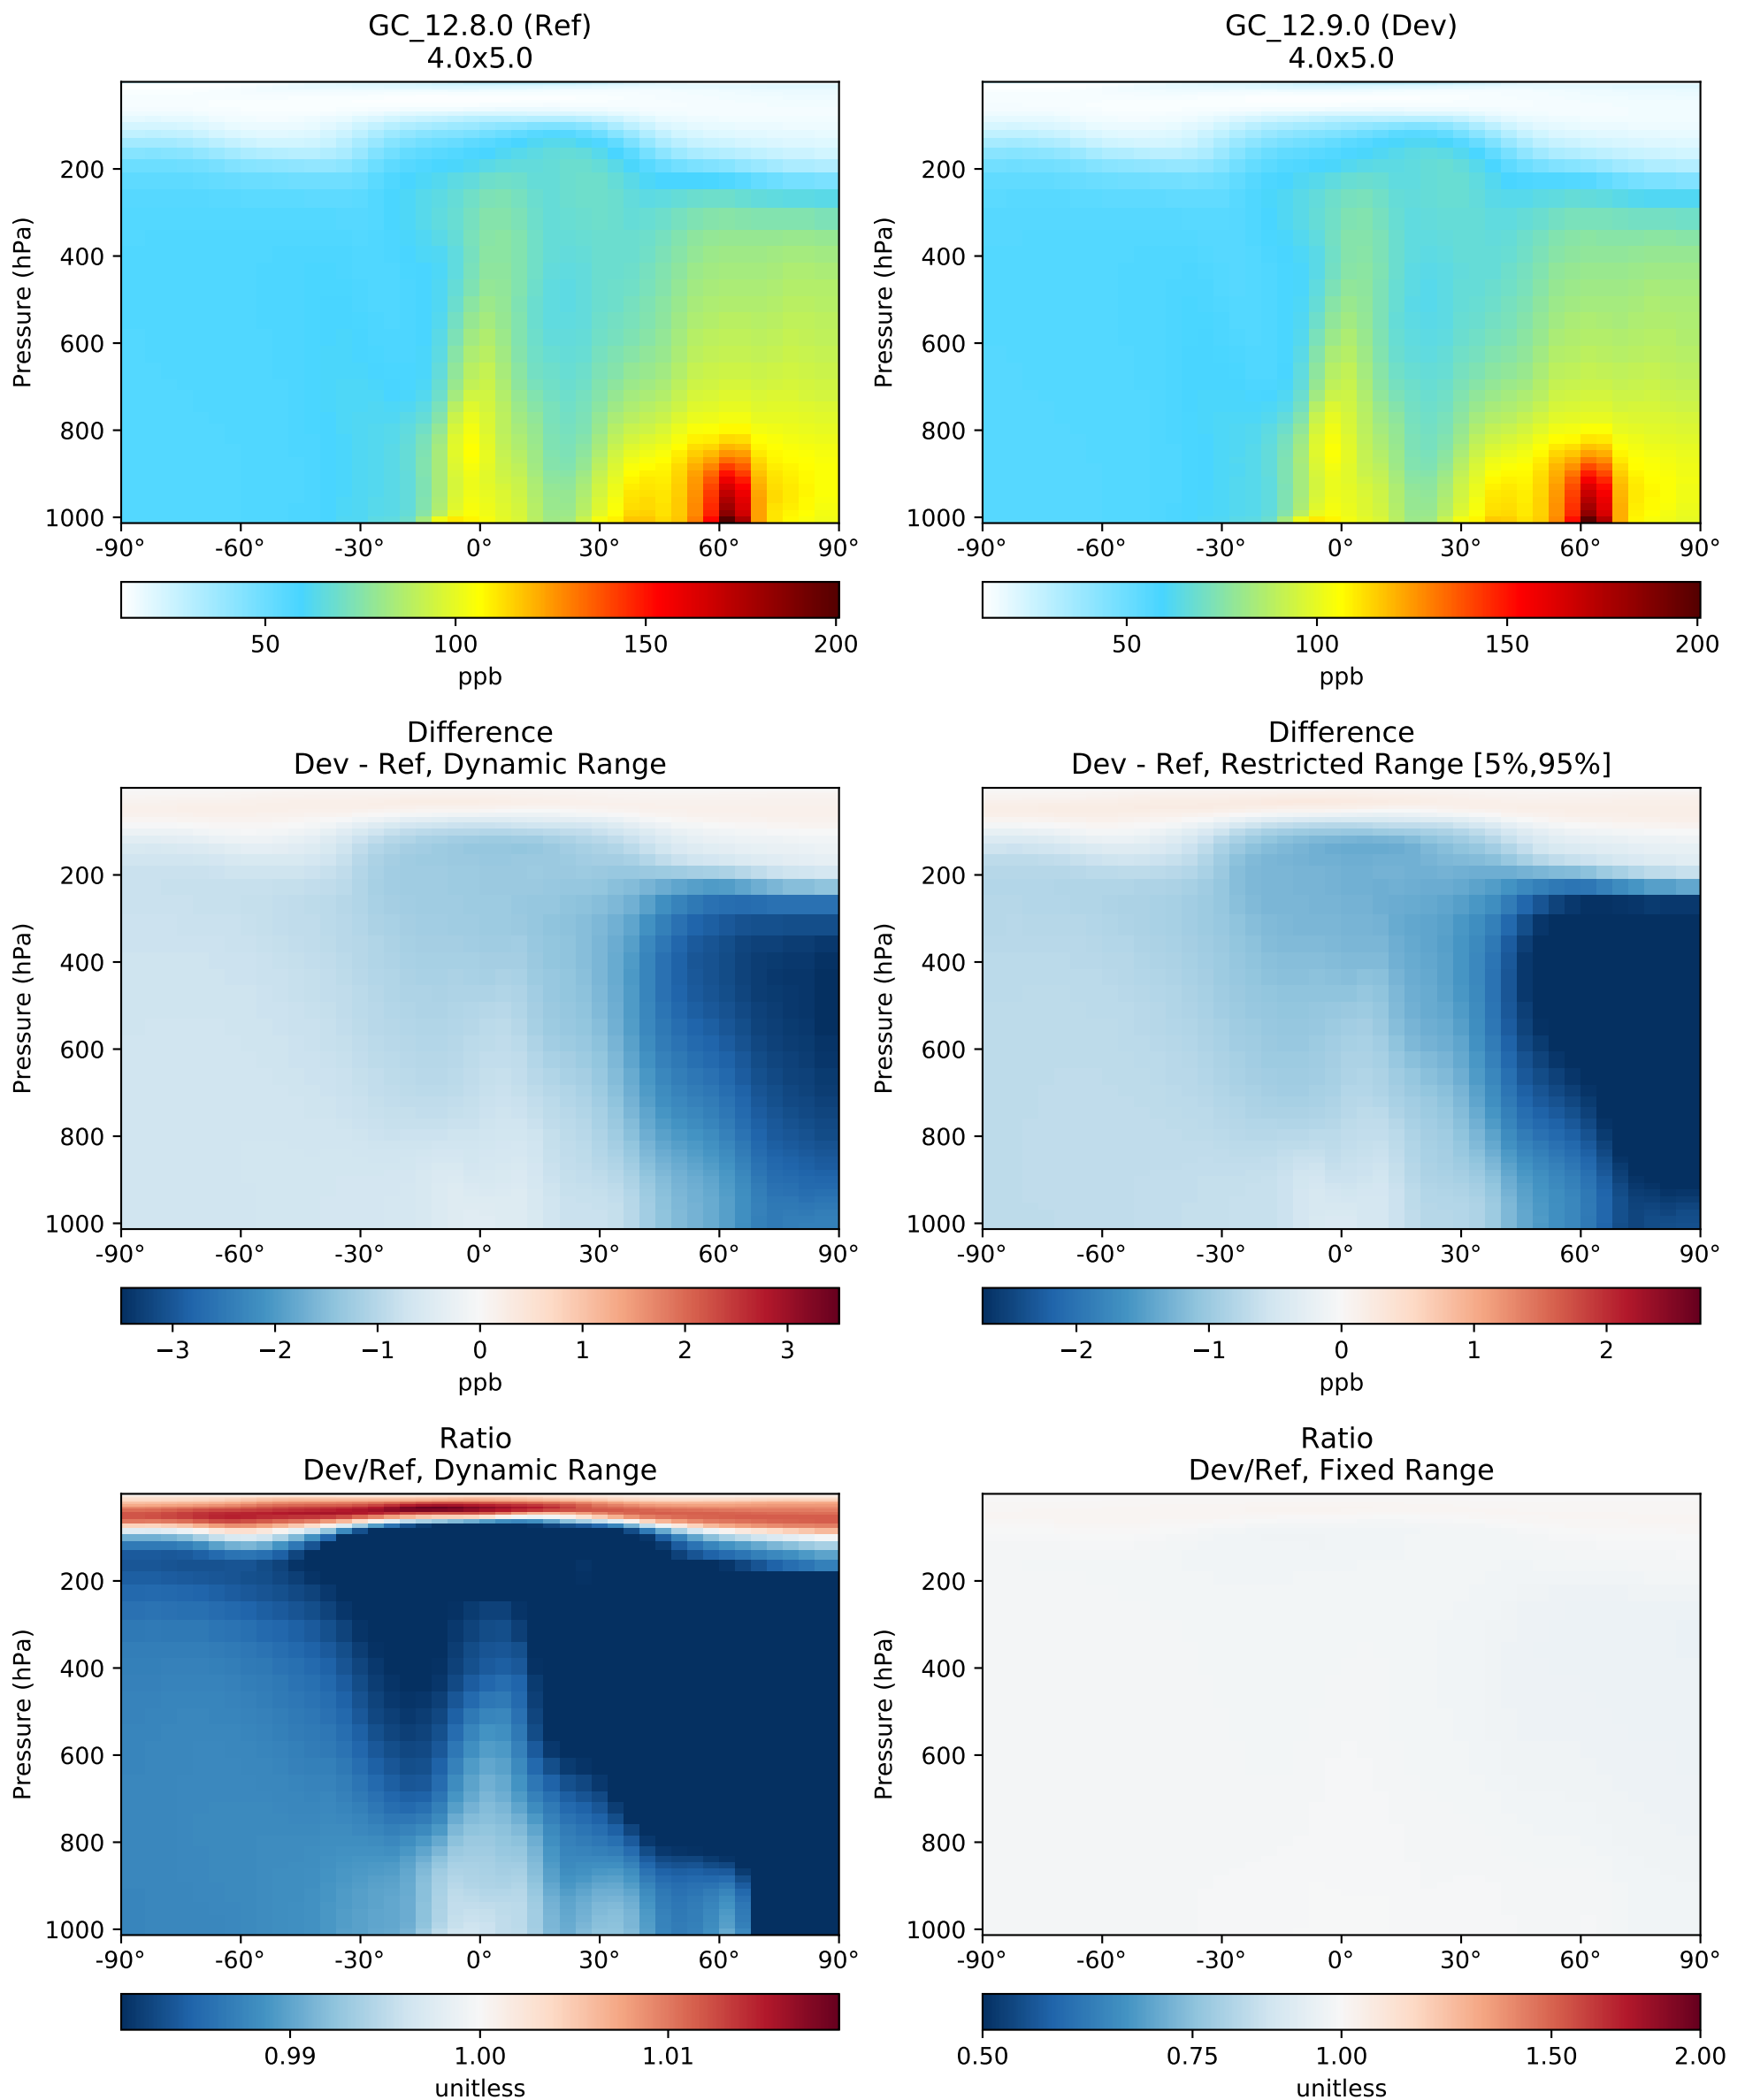 GC_12.8.0 (Ref)
4.0x5.0
Pressure (hPa)
200
400
600
800
1000
-90° -60° -30° 0° 30° 60° 90°
50 100 150 200
ppb
GC_12.9.0 (Dev)
4.0x5.0
Pressure (hPa)
200
400
600
800
1000
-90° -60° -30° 0° 30° 60° 90°
50 100 150 200
ppb
Difference
Dev - Ref, Dynamic Range
Pressure (hPa)
200
400
600
800
1000
-90° -60° -30° 0° 30° 60° 90°
−3 −2 −1 0 1 2 3
ppb
Difference
Dev - Ref, Restricted Range [5%,95%]
Pressure (hPa)
200
400
600
800
1000
-90° -60° -30° 0° 30° 60° 90°
−2 −1 0 1 2
ppb
Ratio
Dev/Ref, Dynamic Range
Pressure (hPa)
200
400
600
800
1000
-90° -60° -30° 0° 30° 60° 90°
0.99 1.00 1.01
unitless
Ratio
Dev/Ref, Fixed Range
Pressure (hPa)
200
400
600
800
1000
-90° -60° -30° 0° 30° 60° 90°
0.50 0.75 1.00 1.50 2.00
unitless